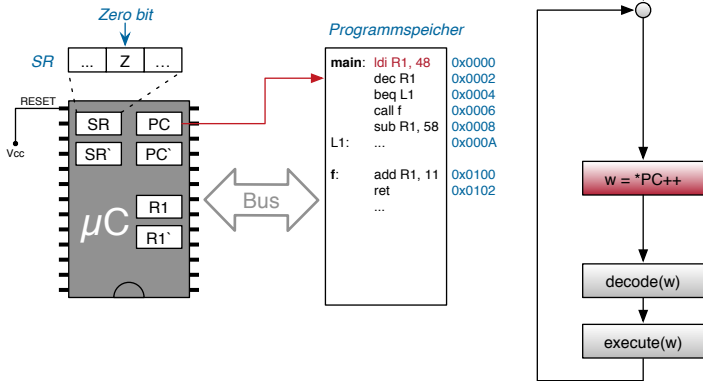 Zero bit
SR ... Z ...
RESET
Vcc
SR PC
SR` PC`
R1
R1`
µC
Bus
Programmspeicher
main: ldi R1, 48 0x0000
dec R1 0x0002
beq L1 0x0004
call f 0x0006
sub R1, 58 0x0008
L1: ... 0x000A
f: add R1, 11 0x0100
ret 0x0102
...
w = *PC++
decode(w)
execute(w)